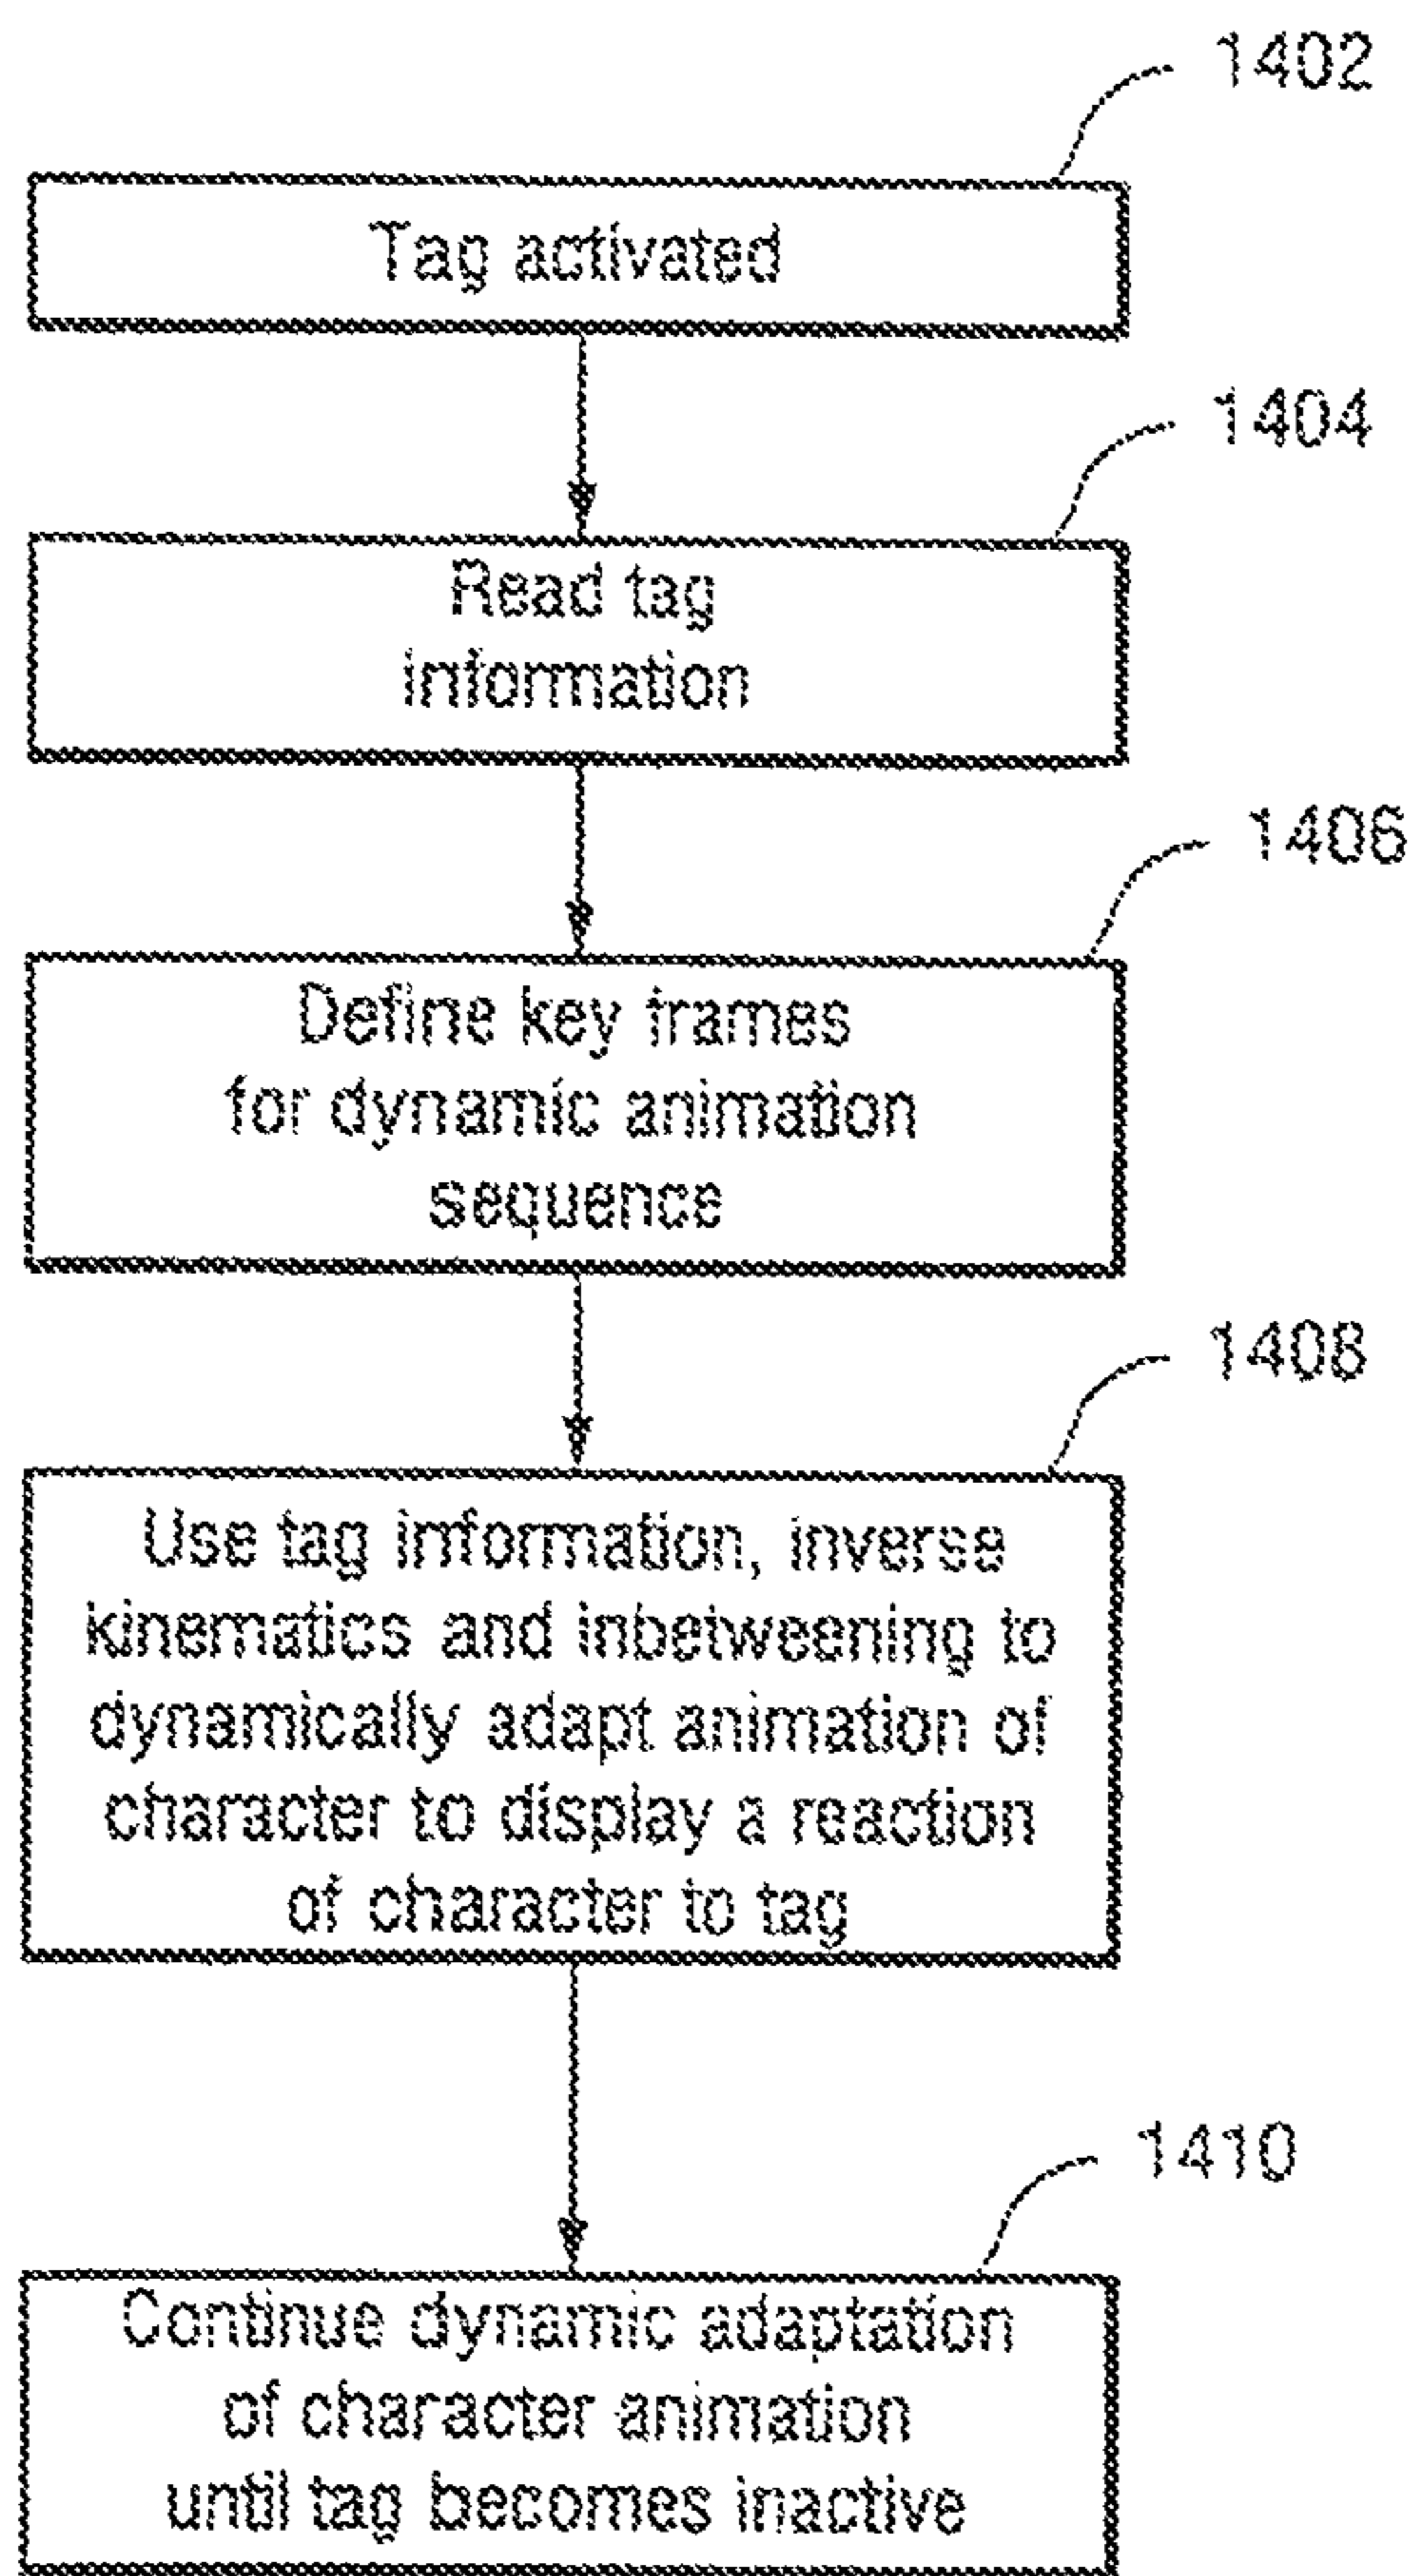 1402
Tag activated
1404
Read tag
information
1406
Define key frames
for dynamic animation
sequence
1408
Use tag information, inverse
kinematics and inbetweening to
dynamically adapt animation of
character to display a reaction
of character to tag
1410
Continue dynamic adaptation
of character animation
until tag becomes inactive